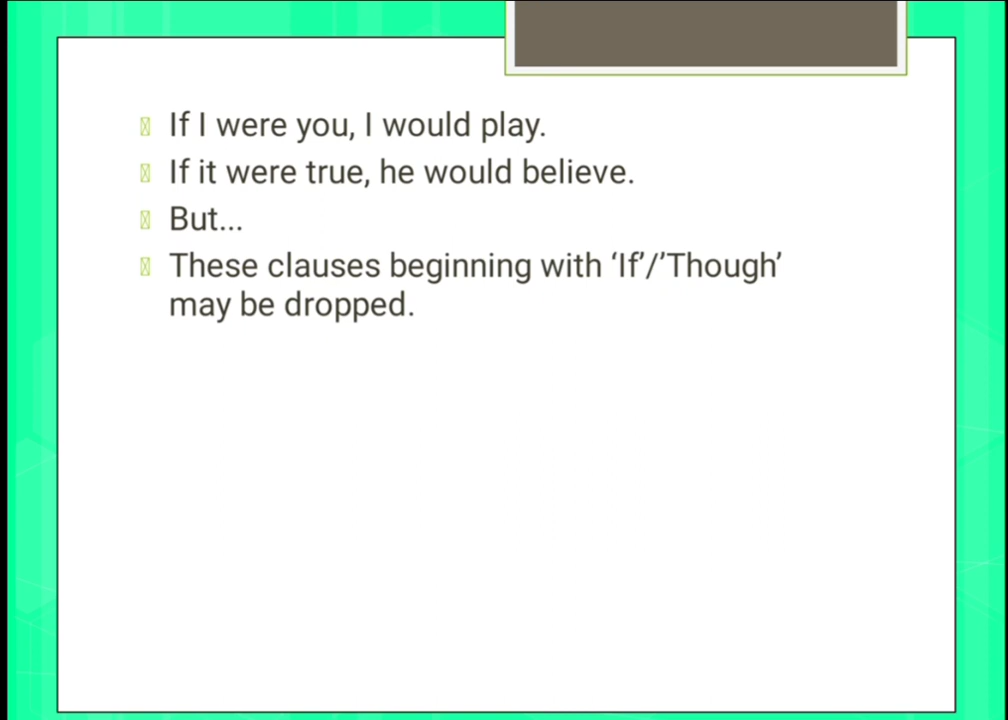 If I were you, I would play.
If it were true, he would believe.
But...
These clauses beginning with ‘If’/’Though’
may be dropped.